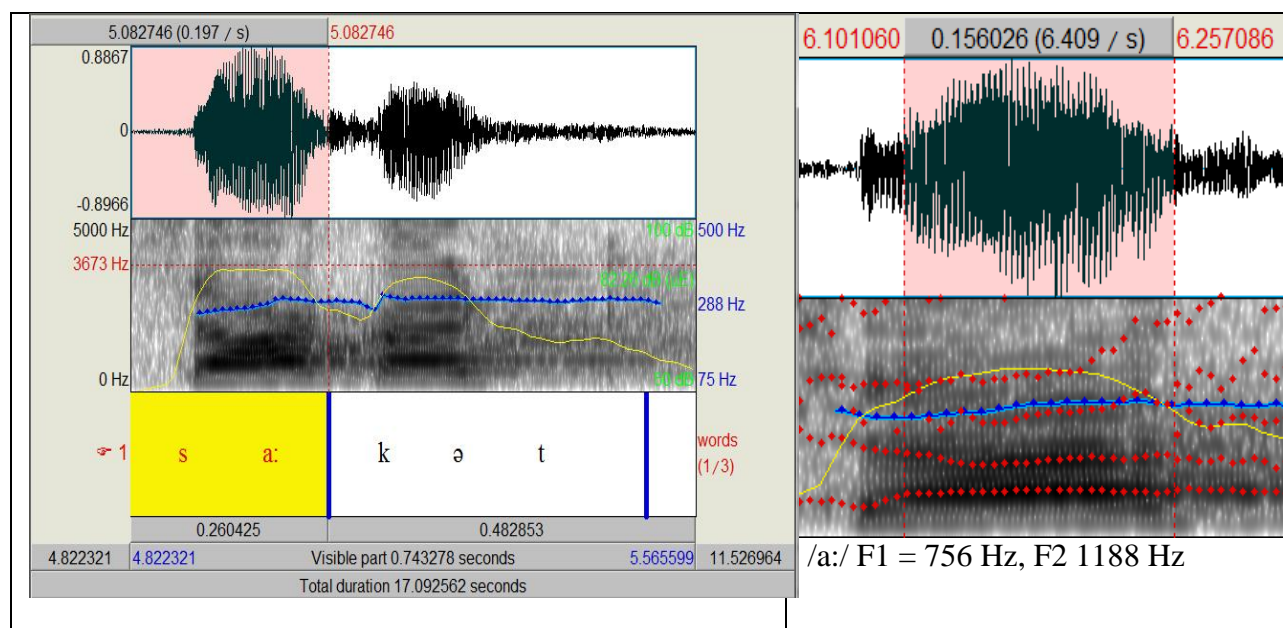 5.082746 (0.197 / s) 5.082746
0.8867
0
-0.8966
5000 Hz
3673 Hz
0 Hz
100 dB 500 Hz
288 Hz
50 dB 75 Hz
☞ 1 s a: k ə t words
(1/3)
0.260425 0.482853
4.822321 4.822321 Visible part 0.743278 seconds 5.565599 11.526964
Total duration 17.092562 seconds
6.101060 0.156026 (6.409 / s) 6.257086
/a:/ F1 = 756 Hz, F2 1188 Hz